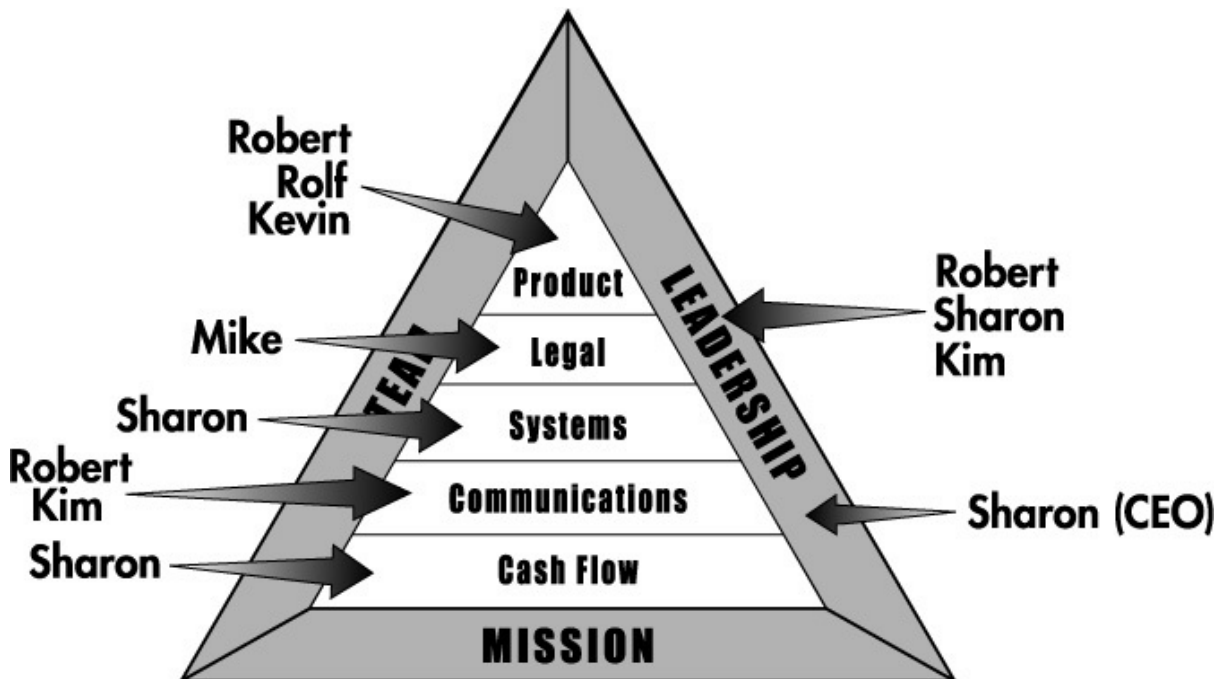 Robert
Rolf
Kevin
Product
Mike
Legal
TEAM
LEADERSHIP
Robert
Sharon
Kim
Sharon
Systems
Robert
Kim
Communications
Sharon (CEO)
Sharon
Cash Flow
MISSION